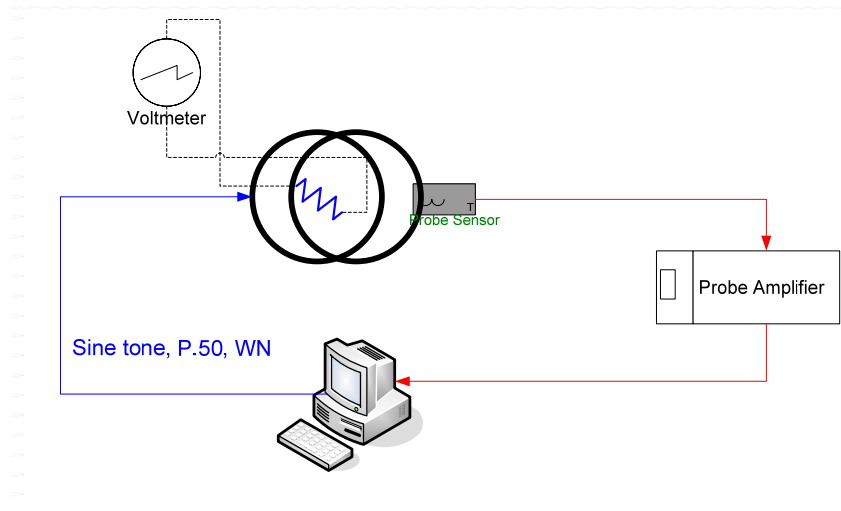 Voltmeter
T
Probe Sensor
Probe Amplifier
Sine tone, P.50, WN